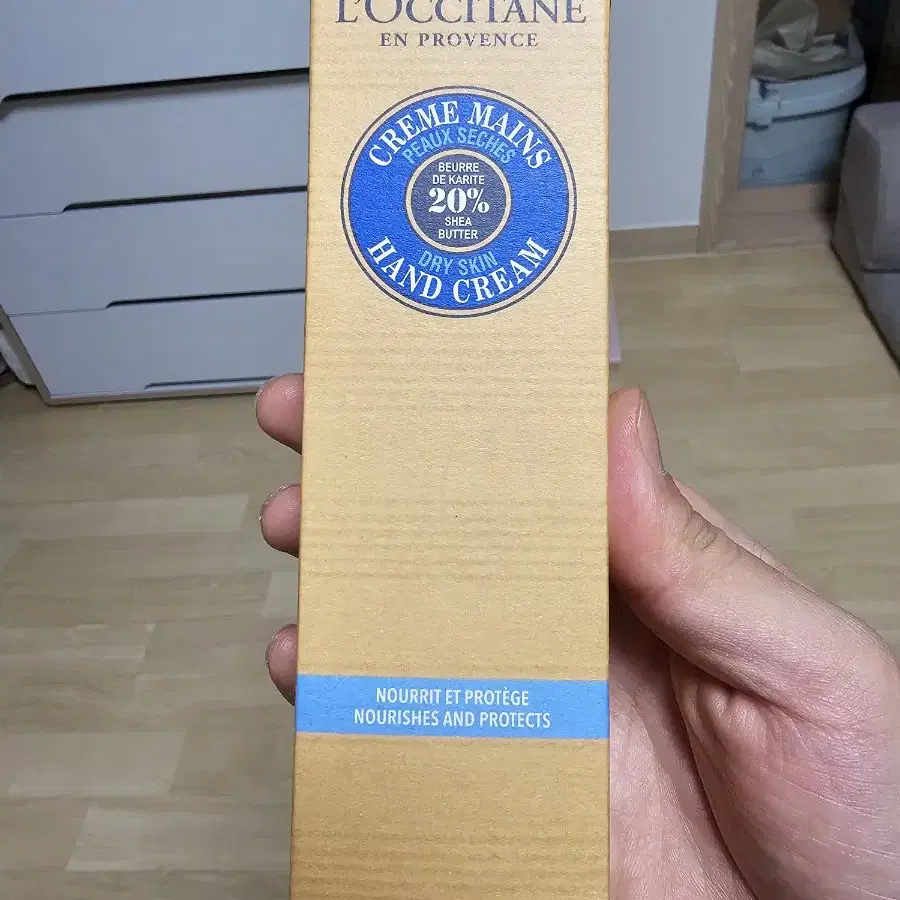 L'OCCITANE
EN PROVENCE
CREME MAINS
PEAUX SECHES
BEURRE
DE KARITE
20%
SHEA
BUTTER
DRY SKIN
HAND CREAM
NOURRIT ET PROTÈGE
NOURISHES AND PROTECTS